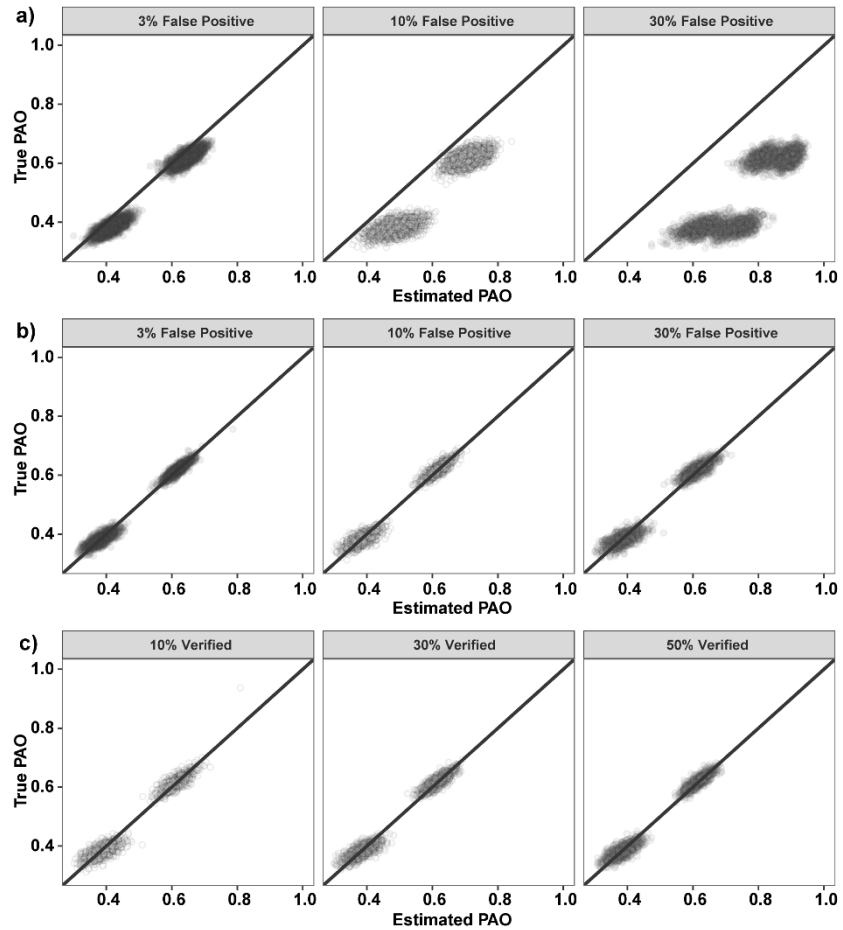 a)
3% False Positive 10% False Positive 30% False Positive
1.0
0.8
0.6
0.4
True PAO
0.4 0.6 0.8 1.0 0.4 0.6 0.8 1.0 0.4 0.6 0.8 1.0
Estimated PAO
b)
3% False Positive 10% False Positive 30% False Positive
1.0
0.8
0.6
0.4
True PAO
0.4 0.6 0.8 1.0 0.4 0.6 0.8 1.0 0.4 0.6 0.8 1.0
Estimated PAO
c)
10% Verified 30% Verified 50% Verified
1.0
0.8
0.6
0.4
True PAO
0.4 0.6 0.8 1.0 0.4 0.6 0.8 1.0 0.4 0.6 0.8 1.0
Estimated PAO